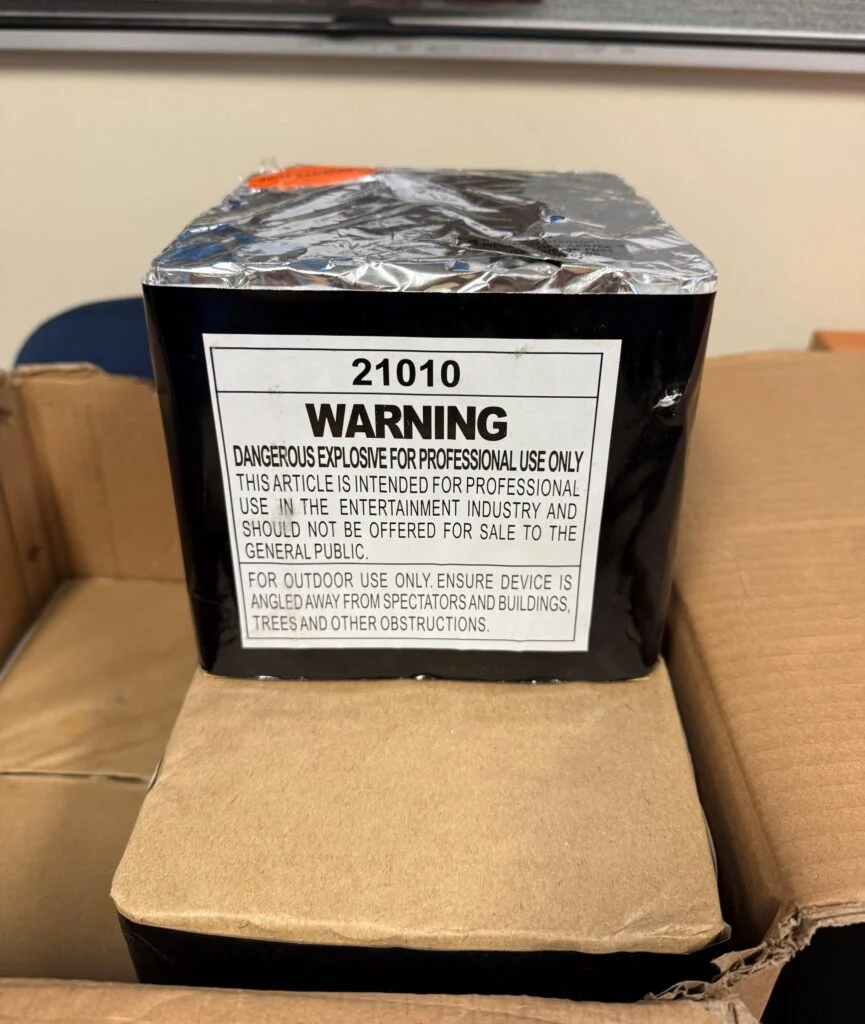 21010
WARNING
DANGEROUS EXPLOSIVE FOR PROFESSIONAL USE ONLY
THIS ARTICLE IS INTENDED FOR PROFESSIONAL
USE IN THE ENTERTAINMENT INDUSTRY AND
SHOULD NOT BE OFFERED FOR SALE TO THE
GENERAL PUBLIC.
FOR OUTDOOR USE ONLY. ENSURE DEVICE IS
ANGLED AWAY FROM SPECTATORS AND BUILDINGS,
TREES AND OTHER OBSTRUCTIONS.